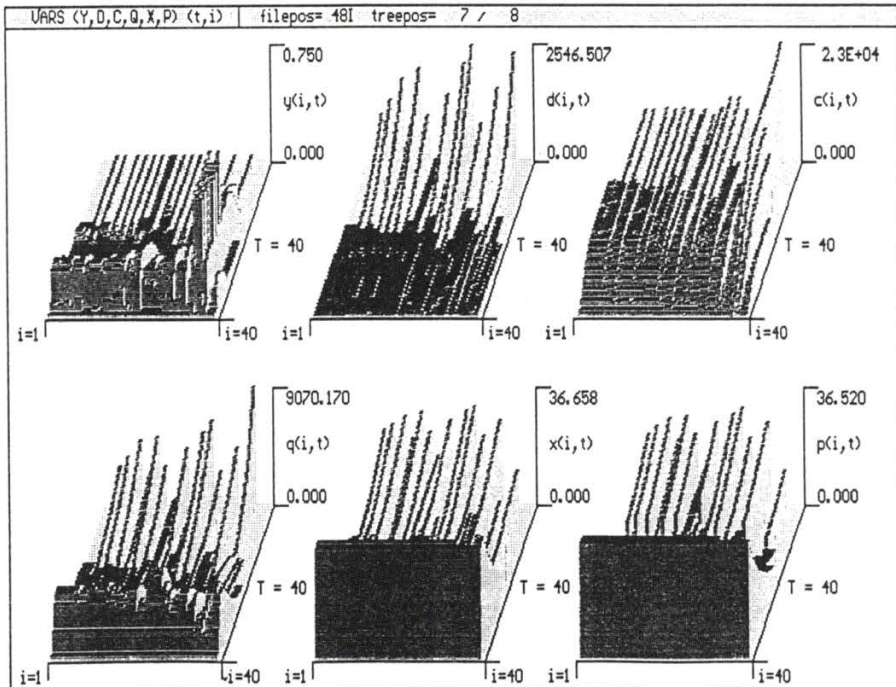 VARS (Y,D,C,Q,X,P) (t,i) filepos= 48I treepos= 7 / 8
0.750
y(i,t)
0.000
T = 40
i=1 i=40
2546.507
d(i,t)
0.000
T = 40
i=1 i=40
2.3E+04
c(i,t)
0.000
T = 40
i=1 i=40
9070.170
q(i,t)
0.000
T = 40
i=1 i=40
36.658
x(i,t)
0.000
T = 40
i=1 i=40
36.520
p(i,t)
0.000
T = 40
i=1 i=40